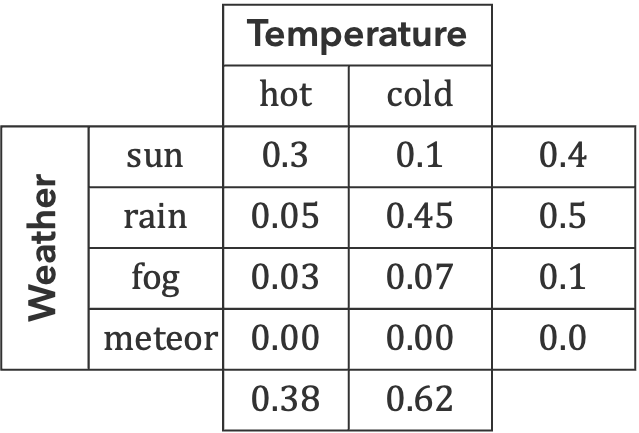 Temperature
hot cold
Weather
sun 0.3 0.1 0.4
rain 0.05 0.45 0.5
fog 0.03 0.07 0.1
meteor 0.00 0.00 0.0
0.38 0.62